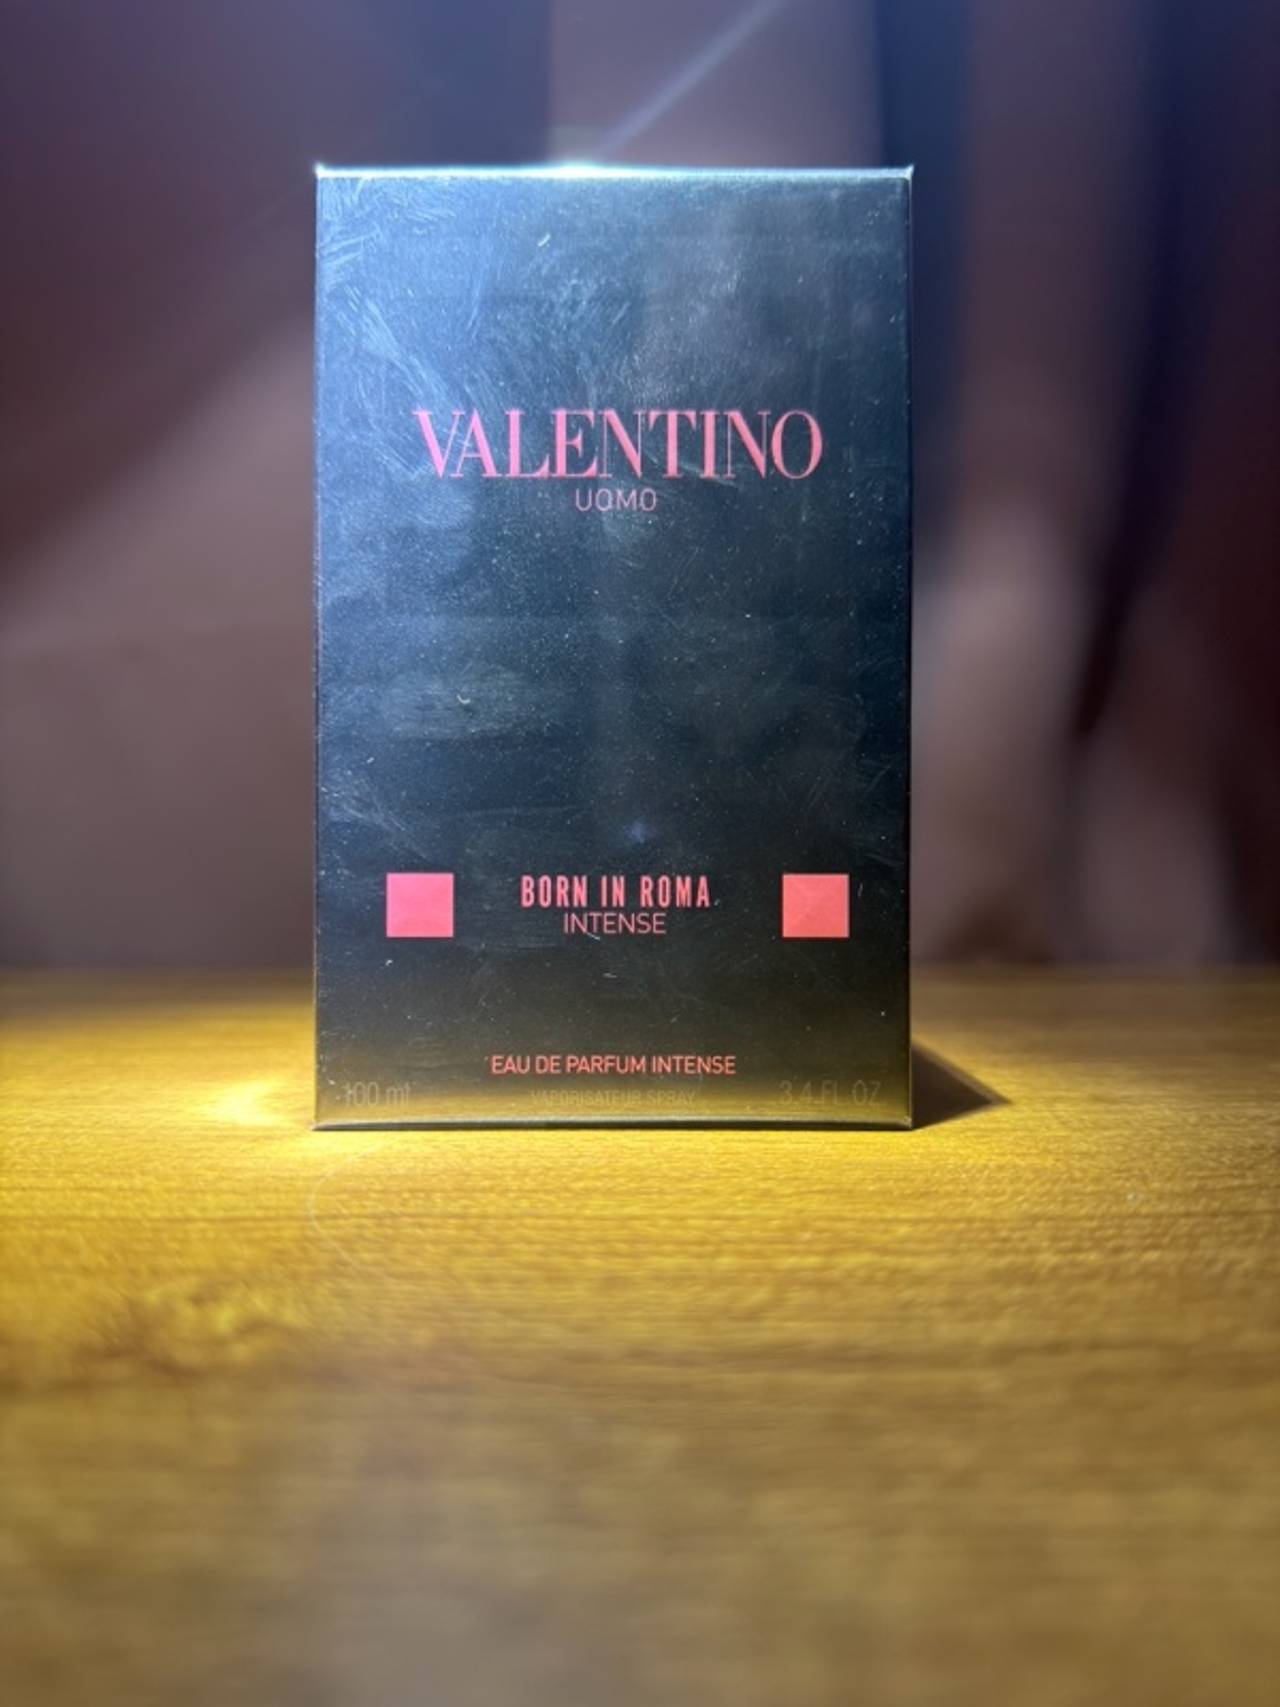 VALENTINO
UOMO
BORN IN ROMA
INTENSE
EAU DE PARFUM INTENSE
100 ml VAPORISATEUR SPRAY 3.4 FL OZ